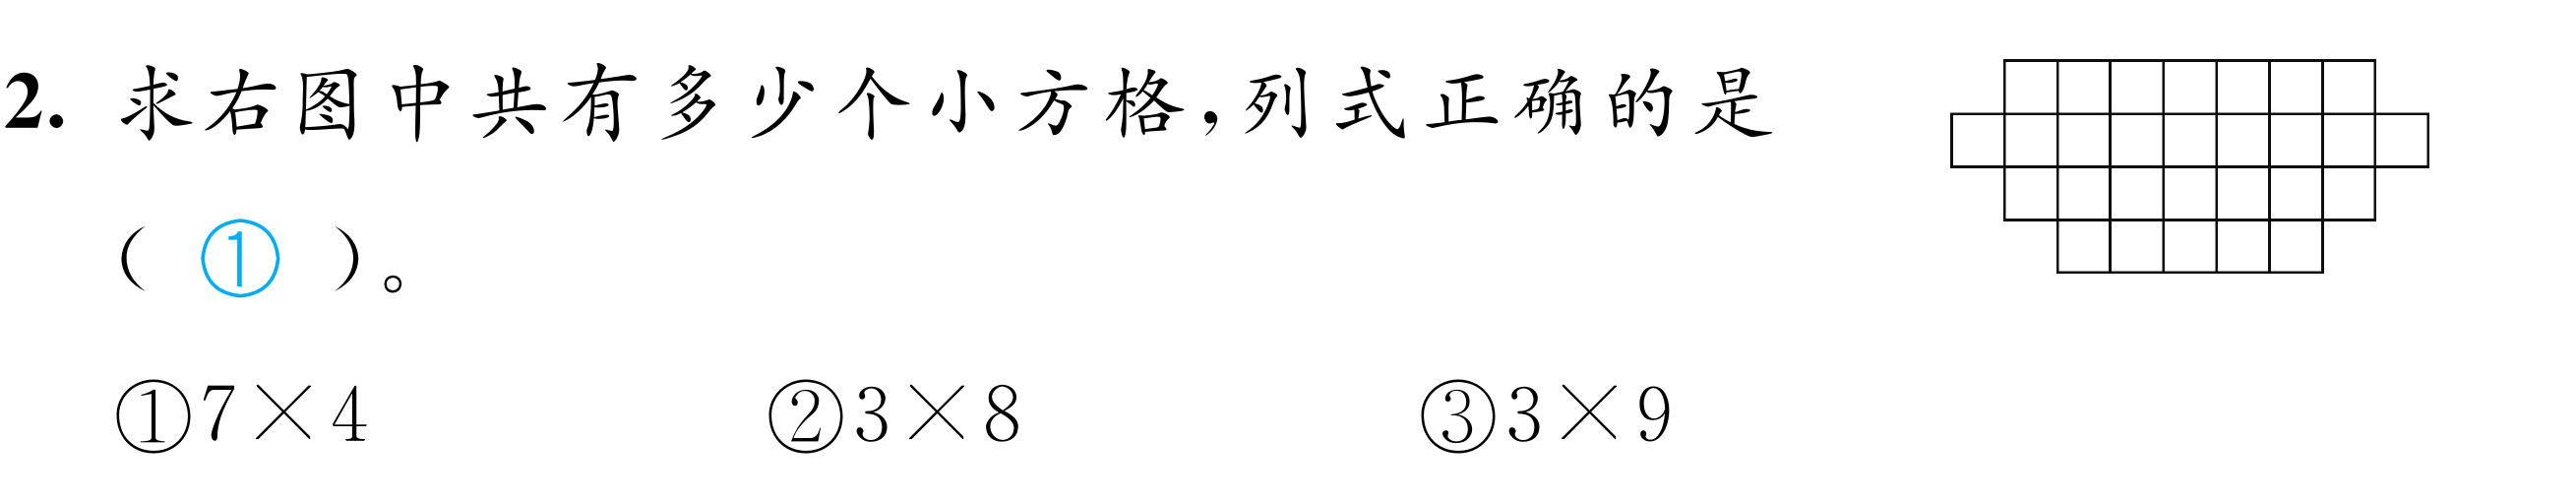 2. 求右图中共有多少个小方格,列式正确的是
( ① )。
①7×4 ②3×8 ③3×9